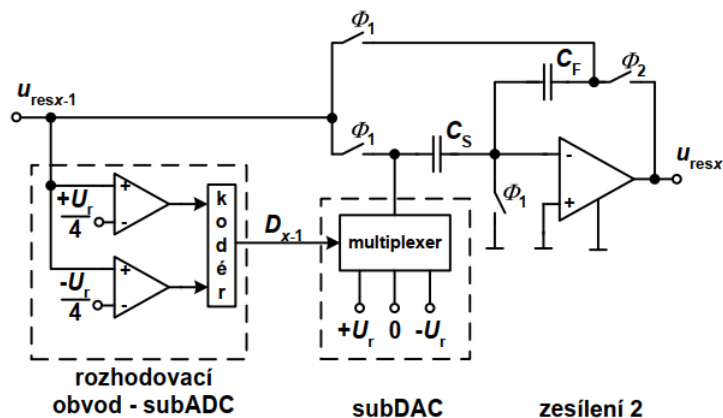 Φ1
CF
Φ2
uresx-1
Φ1
CS
uresx
+
-
+Ur
4
k
o
d
é
r
Dx-1
Φ1
-
+
multiplexer
+
-
-Ur
4
+Ur 0 -Ur
rozhodovací
obvod - subADC
subDAC
zesílení 2